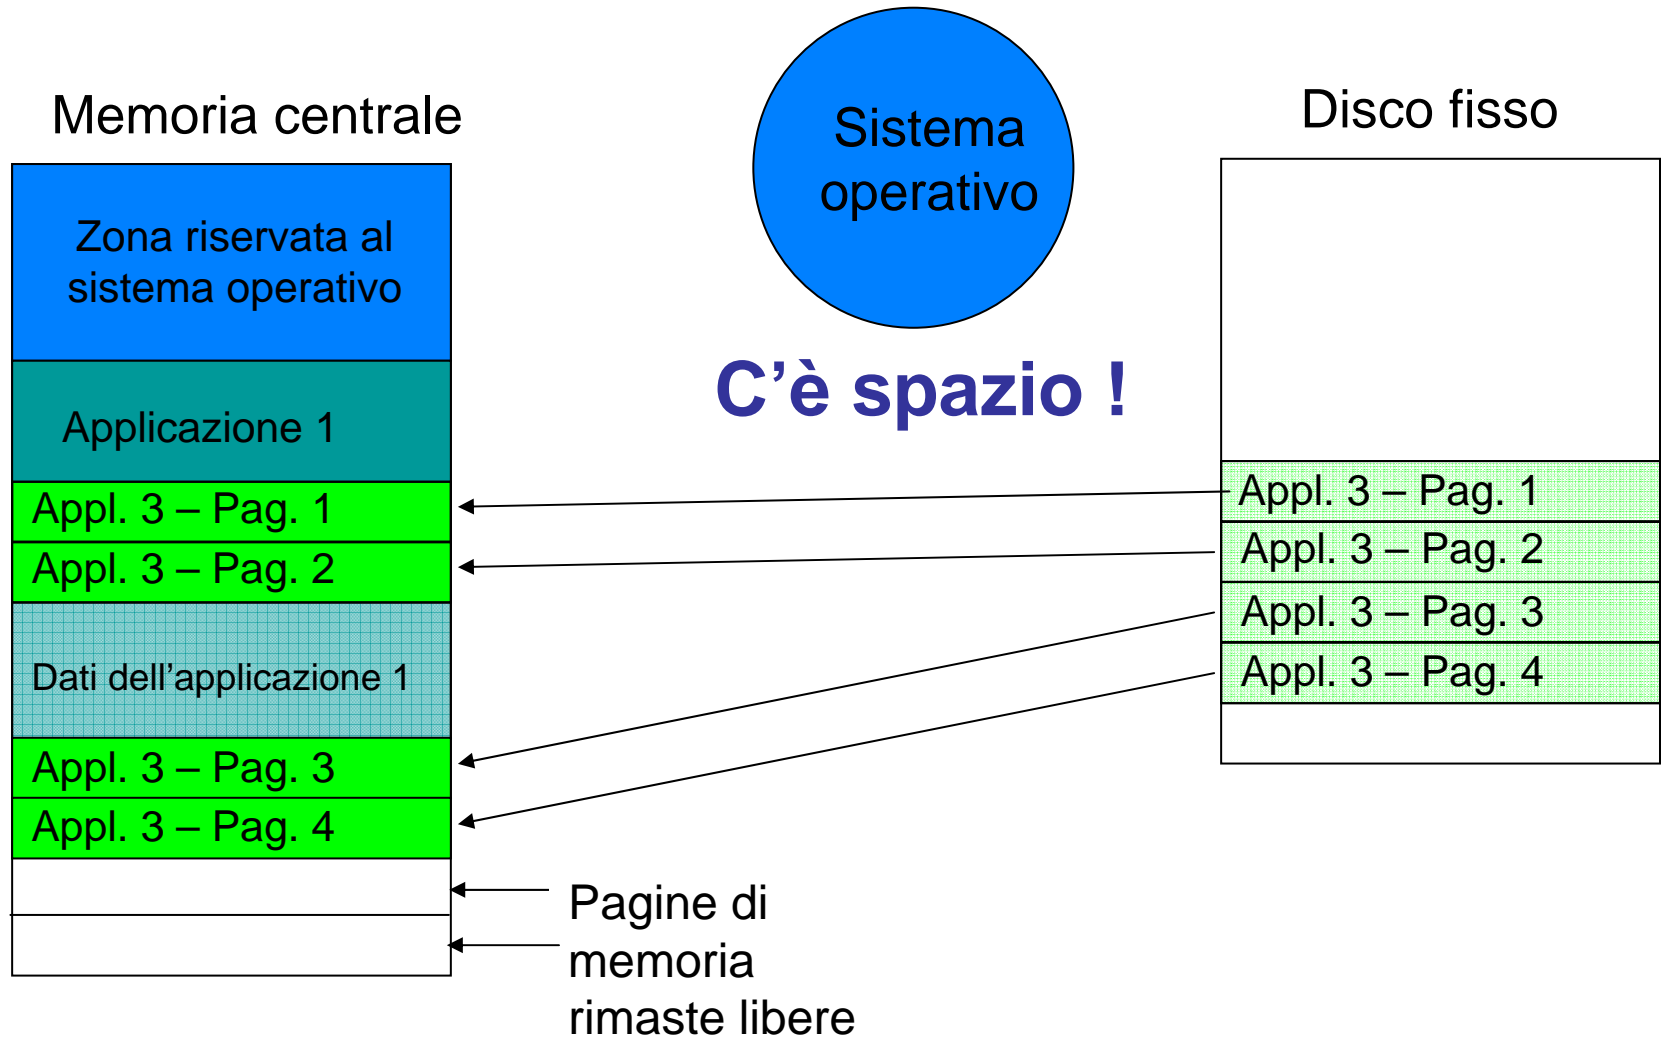 Memoria centrale
Sistema
operativo
Disco fisso
Zona riservata al
sistema operativo
C'è spazio !
Applicazione 1
Appl. 3 – Pag. 1
Appl. 3 – Pag. 2
Dati dell'applicazione 1
Appl. 3 – Pag. 3
Appl. 3 – Pag. 4
Appl. 3 – Pag. 1
Appl. 3 – Pag. 2
Appl. 3 – Pag. 3
Appl. 3 – Pag. 4
Pagine di
memoria
rimaste libere